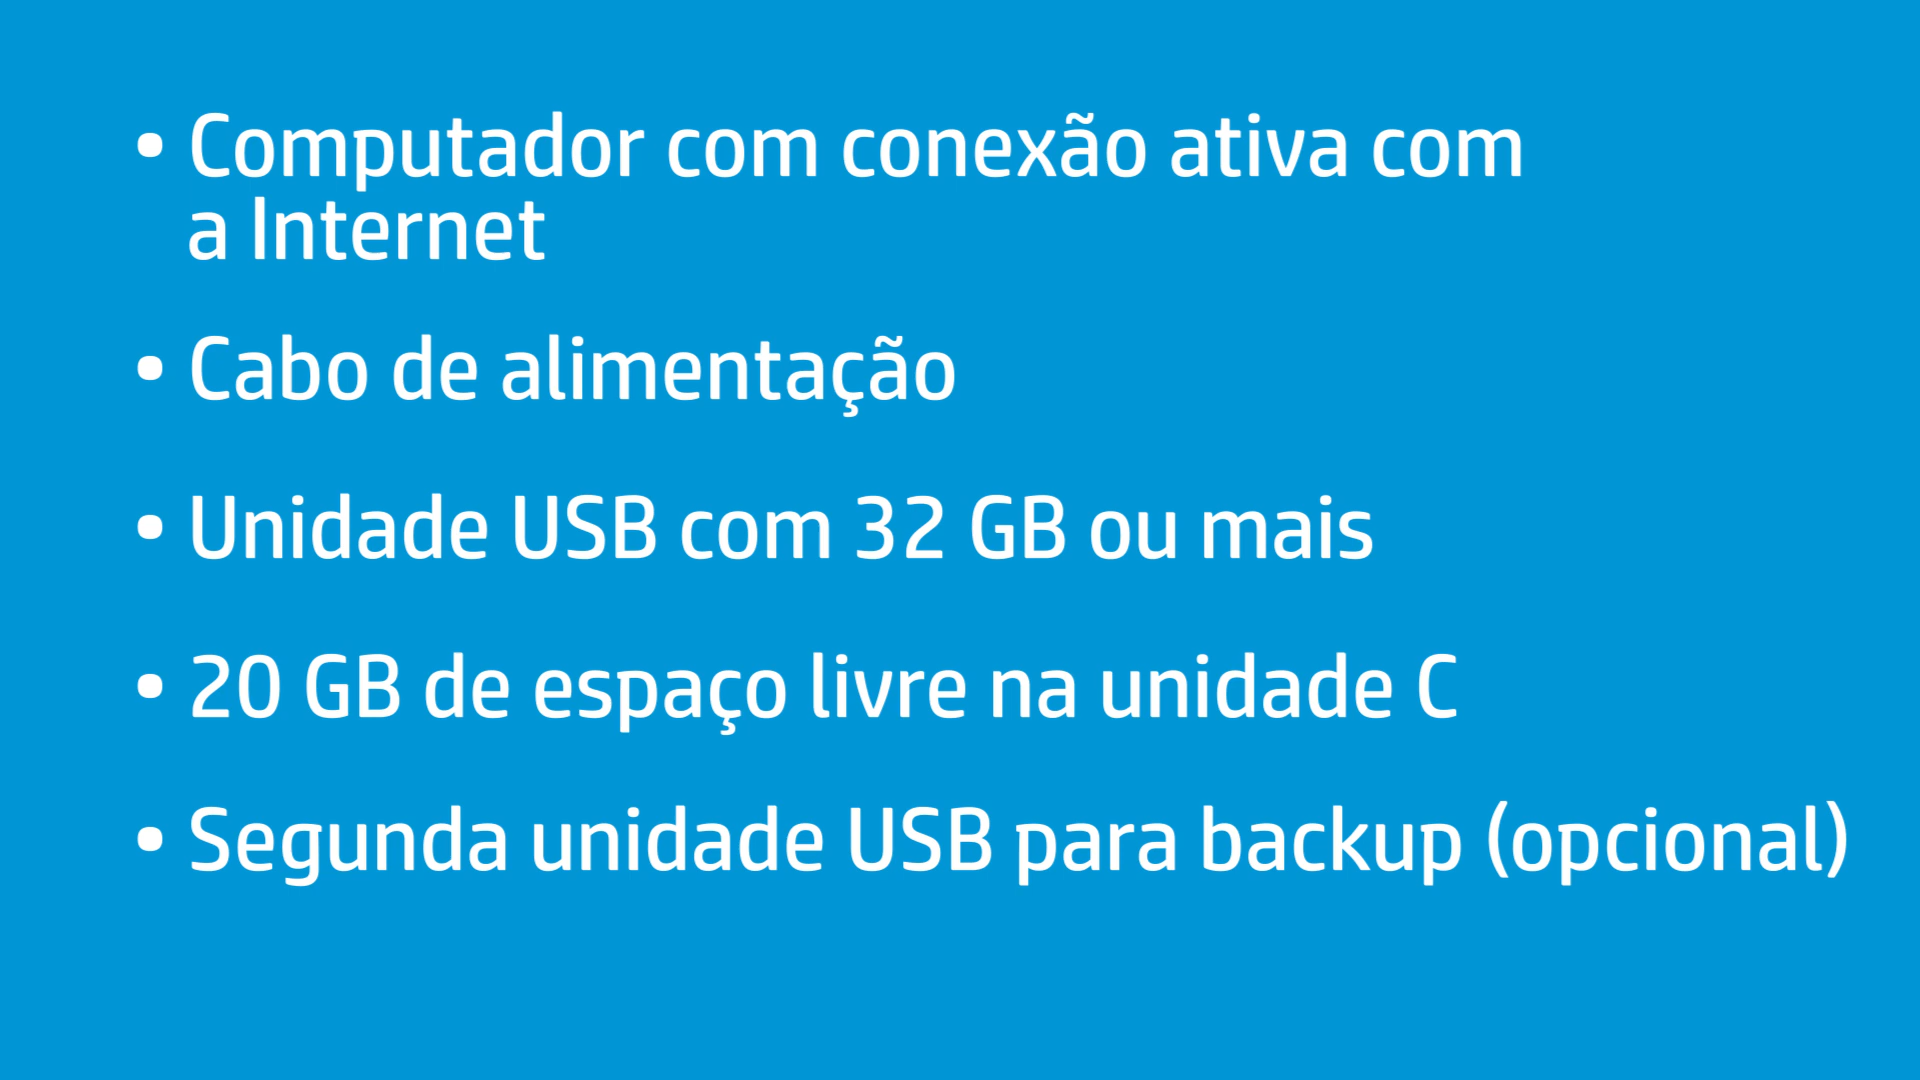 • Computador com conexão ativa com
a Internet
• Cabo de alimentação
• Unidade USB com 32 GB ou mais
• 20 GB de espaço livre na unidade C
• Segunda unidade USB para backup (opcional)